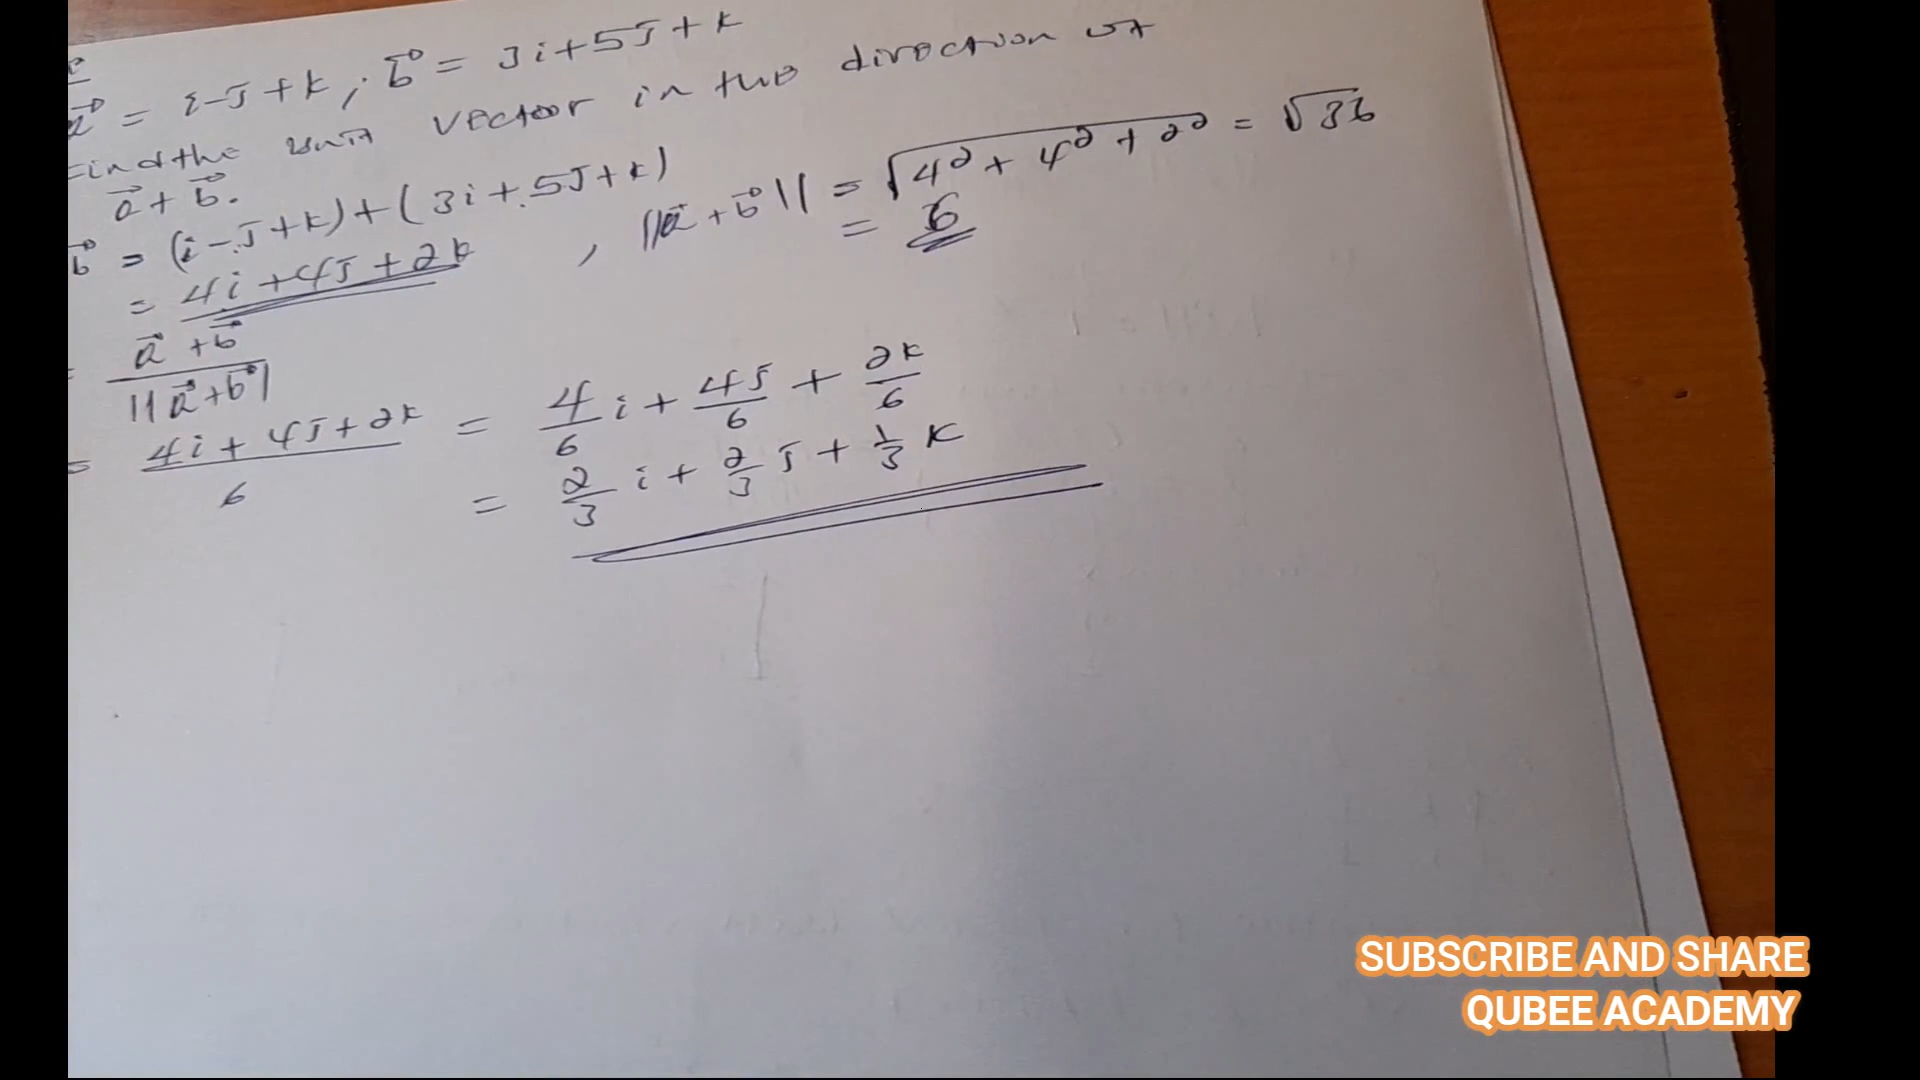 a⃗ = i-J+k, b⃗ = 3i+5J+k
Find the unit vector in the direction of
a⃗ + b⃗.
b⃗ = (i-J+k)+(3i+5J+k)
= 4i+4J+2k , ||a⃗+b⃗|| = √4²+4²+2² = √36
= 6
= a⃗+b⃗ / ||a⃗+b⃗|
= 4i+4J+2k / 6 = 4/6 i + 4J/6 + 2k/6
= 2/3 i + 2/3 J + 1/3 k
SUBSCRIBE AND SHARE
QUBEE ACADEMY